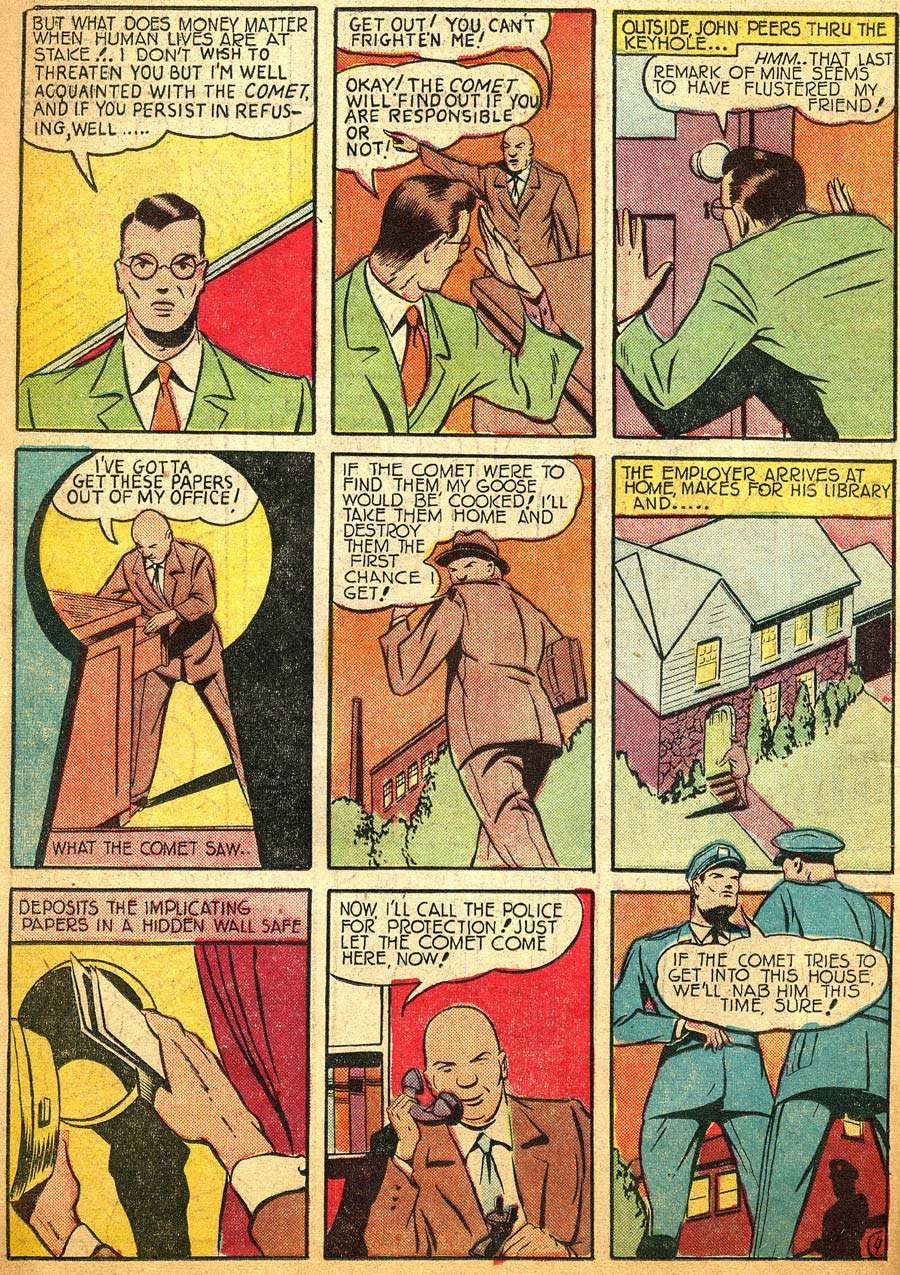 BUT WHAT DOES MONEY MATTER
WHEN HUMAN LIVES ARE AT
STAKE!.. I DON'T WISH TO
THREATEN YOU BUT I'M WELL
ACQUAINTED WITH THE COMET,
AND IF YOU PERSIST IN REFUS-
ING, WELL .....
GET OUT! YOU CAN'T
FRIGHTEN ME!
OKAY! THE COMET
WILL FIND OUT IF YOU
ARE RESPONSIBLE
OR
NOT!
OUTSIDE, JOHN PEERS THRU THE
KEYHOLE...
HMM..THAT LAST
REMARK OF MINE SEEMS
TO HAVE FLUSTERED MY
FRIEND!
I'VE GOTTA
GET THESE PAPERS
OUT OF MY OFFICE!
WHAT THE COMET SAW..
IF THE COMET WERE TO
FIND THEM MY GOOSE
WOULD BE COOKED! I'LL
TAKE THEM HOME AND
DESTROY
THEM THE
FIRST
CHANCE I
GET!
THE EMPLOYER ARRIVES AT
HOME, MAKES FOR HIS LIBRARY
AND.....
DEPOSITS THE IMPLICATING
PAPERS IN A HIDDEN WALL SAFE
NOW, I'LL CALL THE POLICE
FOR PROTECTION! JUST
LET THE COMET COME
HERE, NOW!
IF THE COMET TRIES TO
GET INTO THIS HOUSE,
WE'LL NAB HIM THIS
TIME, SURE!
4